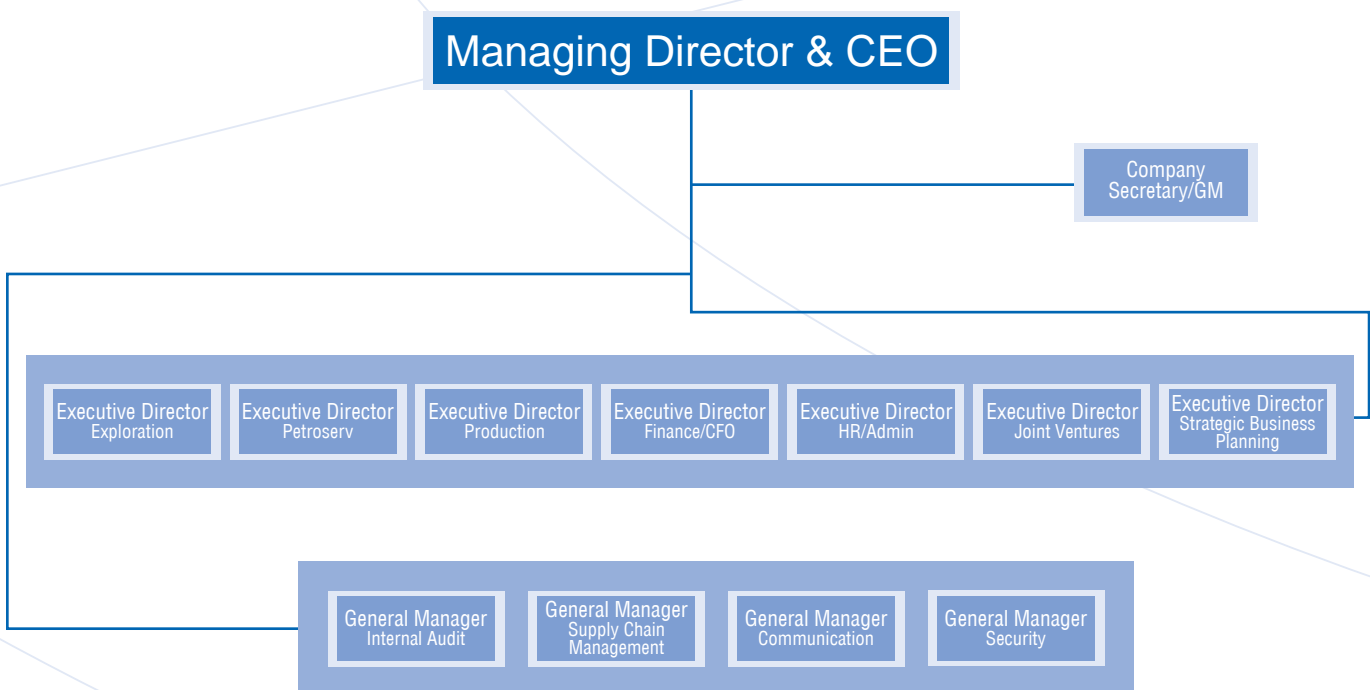 Managing Director & CEO
Company
Secretary/GM
Executive Director
Exploration
Executive Director
Petroserv
Executive Director
Production
Executive Director
Finance/CFO
Executive Director
HR/Admin
Executive Director
Joint Ventures
Executive Director
Strategic Business
Planning
General Manager
Internal Audit
General Manager
Supply Chain
Management
General Manager
Communication
General Manager
Security